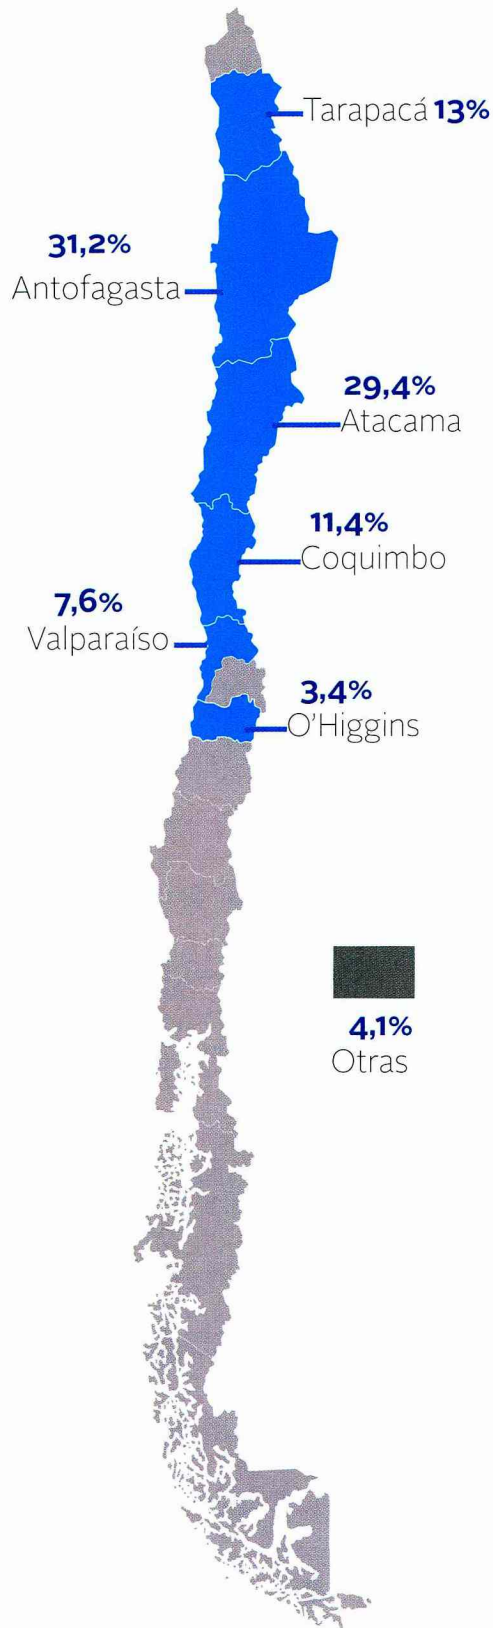 Tarapacá 13%
31,2%
Antofagasta
29,4%
Atacama
11,4%
Coquimbo
7,6%
Valparaíso
3,4%
O'Higgins
4,1%
Otras